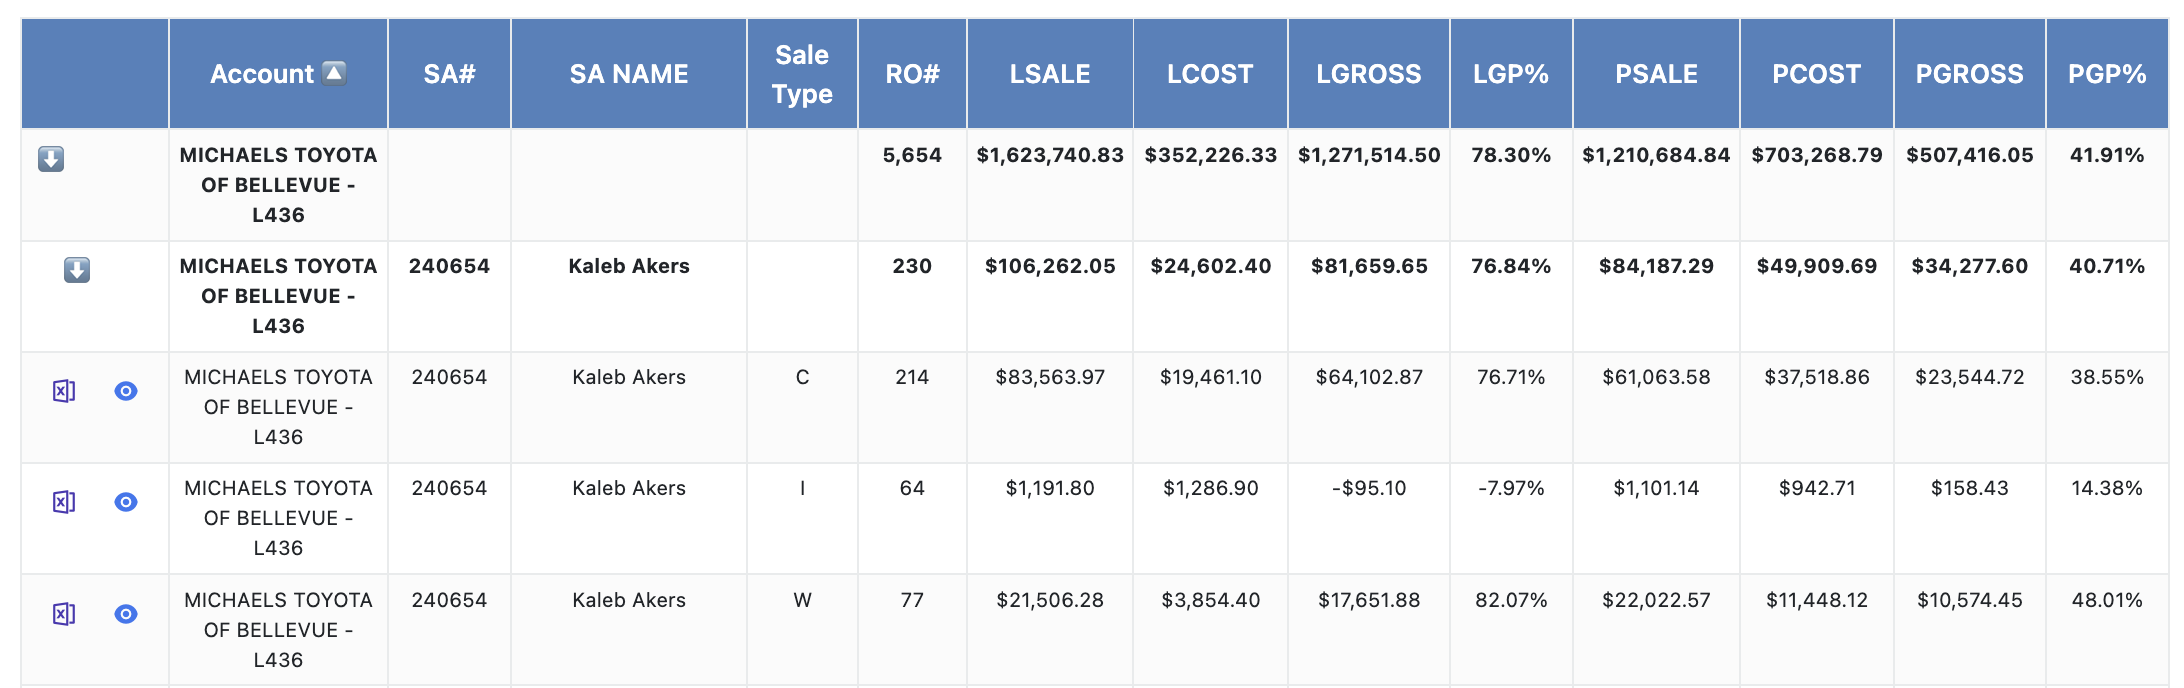 Account SA# SA NAME Sale Type RO# LSALE LCOST LGROSS LGP% PSALE PCOST PGROSS PGP%
MICHAELS TOYOTA OF BELLEVUE - L436 5,654 $1,623,740.83 $352,226.33 $1,271,514.50 78.30% $1,210,684.84 $703,268.79 $507,416.05 41.91%
MICHAELS TOYOTA OF BELLEVUE - L436 240654 Kaleb Akers 230 $106,262.05 $24,602.40 $81,659.65 76.84% $84,187.29 $49,909.69 $34,277.60 40.71%
MICHAELS TOYOTA OF BELLEVUE - L436 240654 Kaleb Akers C 214 $83,563.97 $19,461.10 $64,102.87 76.71% $61,063.58 $37,518.86 $23,544.72 38.55%
MICHAELS TOYOTA OF BELLEVUE - L436 240654 Kaleb Akers I 64 $1,191.80 $1,286.90 -$95.10 -7.97% $1,101.14 $942.71 $158.43 14.38%
MICHAELS TOYOTA OF BELLEVUE - L436 240654 Kaleb Akers W 77 $21,506.28 $3,854.40 $17,651.88 82.07% $22,022.57 $11,448.12 $10,574.45 48.01%